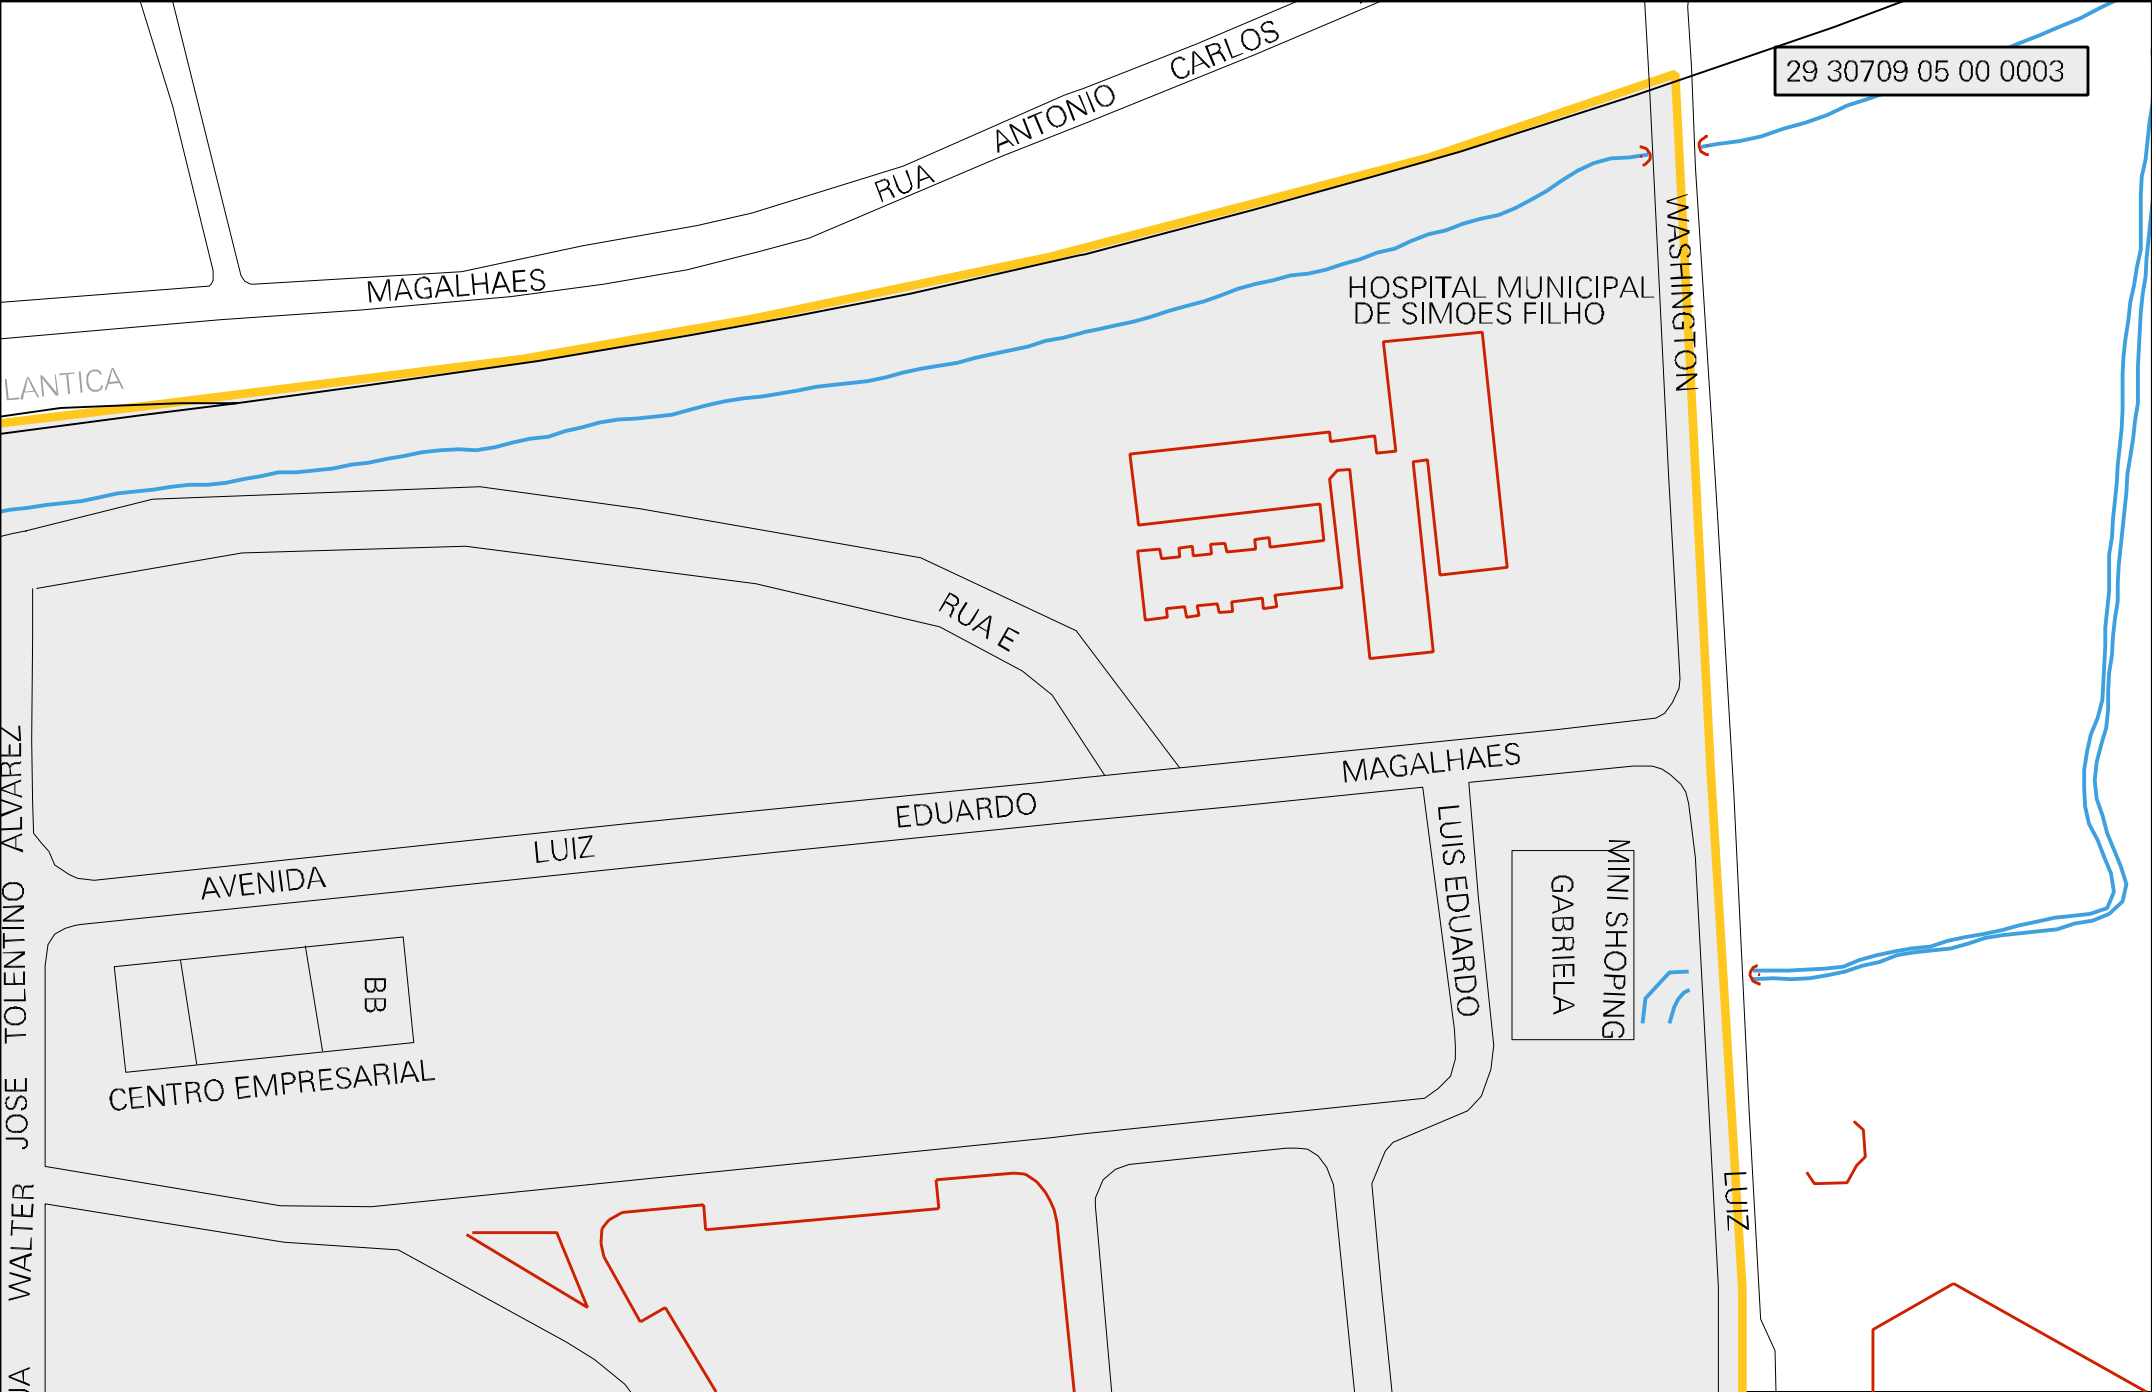 CARLOS
29 30709 05 00 0003
ANTONIO
RUA
MAGALHAES
WASHINGTON
HOSPITAL MUNICIPAL
DE SIMOES FILHO
LANTICA
RUA E
MAGALHAES
EDUARDO
LUIZ
AVENIDA
LUIS EDUARDO
MINI SHOPING
GABRIELA
BB
CENTRO EMPRESARIAL
ALVAREZ
TOLENTINO
JOSE
WALTER
UA
LUIZ